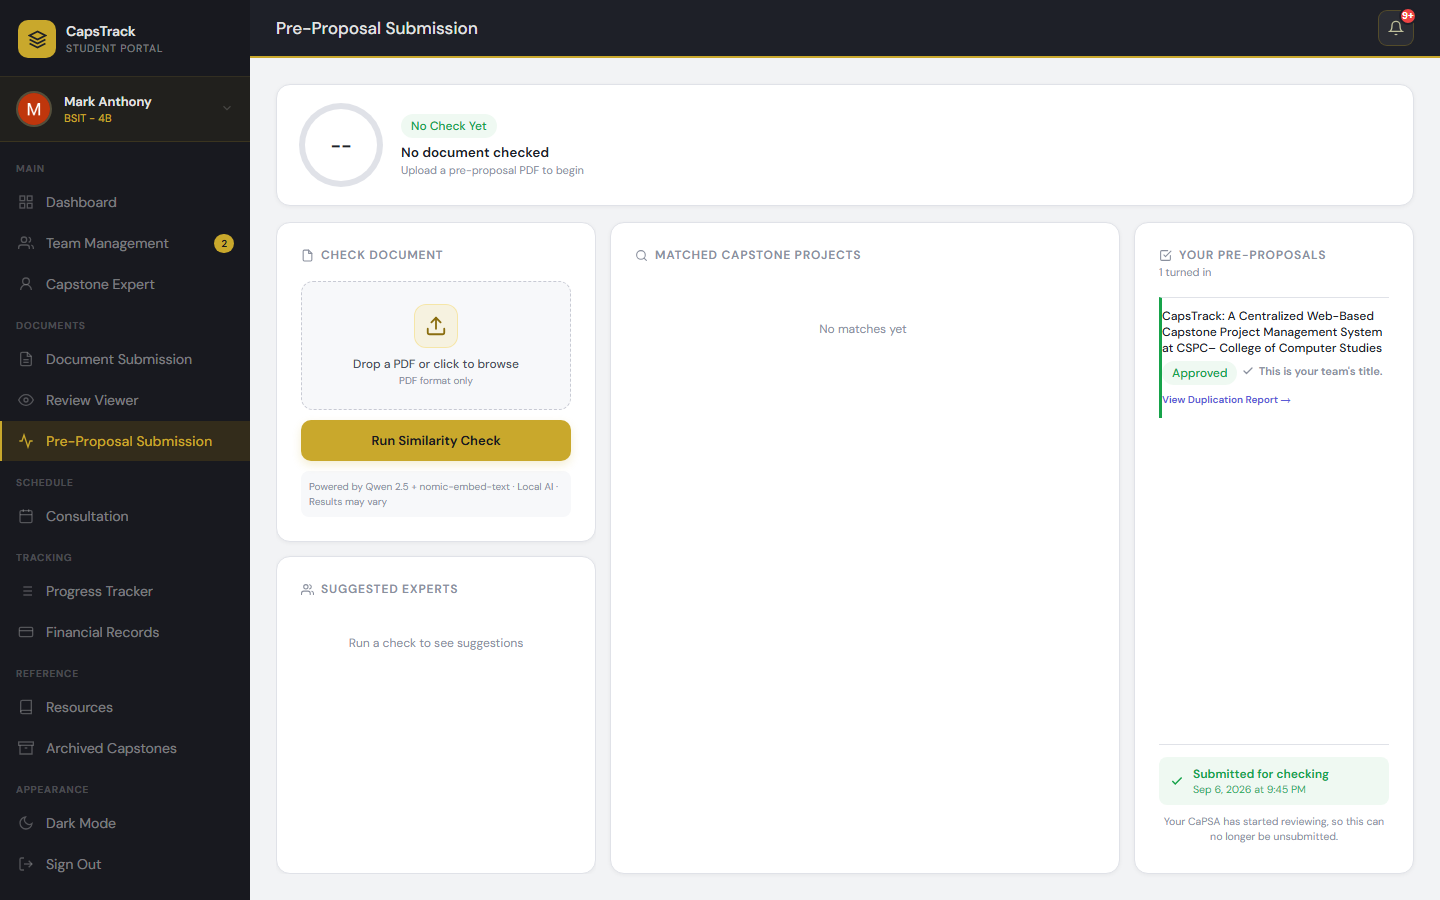 CapsTrack
STUDENT PORTAL
M
Mark Anthony
BSIT - 4B
MAIN
Dashboard
Team Management
2
Capstone Expert
DOCUMENTS
Document Submission
Review Viewer
Pre-Proposal Submission
SCHEDULE
Consultation
TRACKING
Progress Tracker
Financial Records
REFERENCE
Resources
Archived Capstones
APPEARANCE
Dark Mode
Sign Out
Pre-Proposal Submission
9+
--
No Check Yet
No document checked
Upload a pre-proposal PDF to begin
CHECK DOCUMENT
Drop a PDF or click to browse
PDF format only
Run Similarity Check
Powered by Qwen 2.5 + nomic-embed-text · Local AI ·
Results may vary
SUGGESTED EXPERTS
Run a check to see suggestions
MATCHED CAPSTONE PROJECTS
No matches yet
YOUR PRE-PROPOSALS
1 turned in
CapsTrack: A Centralized Web-Based
Capstone Project Management System
at CSPC– College of Computer Studies
Approved
✓ This is your team's title.
View Duplication Report →
Submitted for checking
Sep 6, 2026 at 9:45 PM
Your CaPSA has started reviewing, so this can
no longer be unsubmitted.